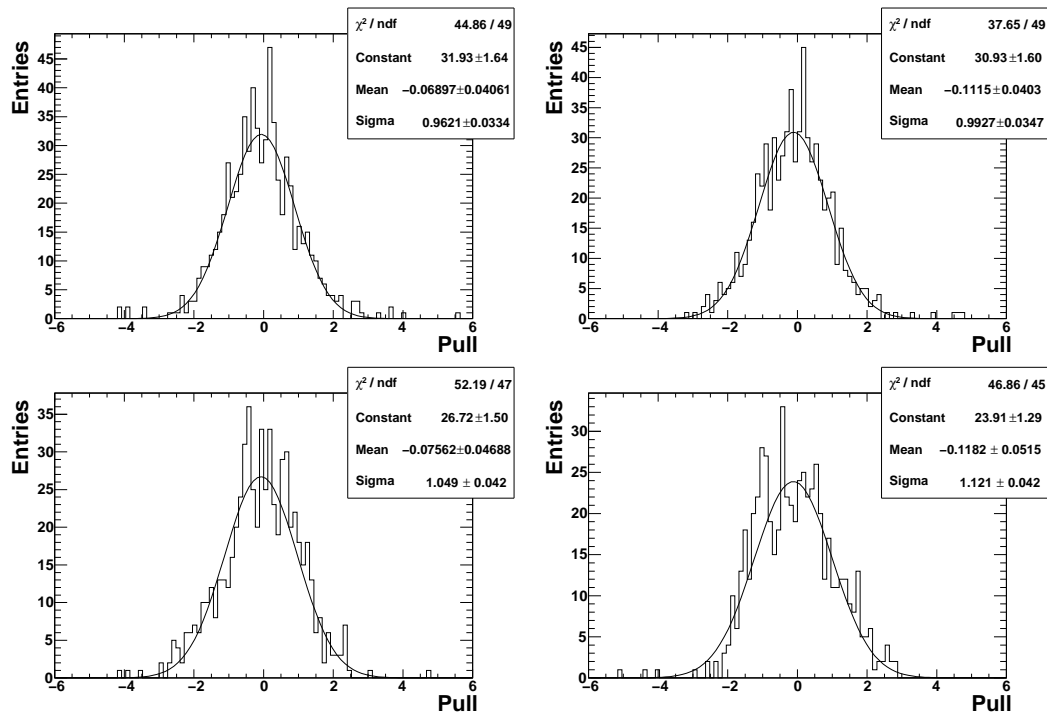 χ² / ndf 44.86 / 49
Constant 31.93 ±1.64
Mean −0.06897±0.04061
Sigma 0.9621±0.0334
Entries
45
40
35
30
25
20
15
10
5
0
−6 −4 −2 0 2 4 6
Pull
χ² / ndf 37.65 / 49
Constant 30.93 ±1.60
Mean −0.1115±0.0403
Sigma 0.9927±0.0347
Entries
45
40
35
30
25
20
15
10
5
0
−6 −4 −2 0 2 4 6
Pull
χ² / ndf 52.19 / 47
Constant 26.72 ±1.50
Mean −0.07562±0.04688
Sigma 1.049 ± 0.042
Entries
35
30
25
20
15
10
5
0
−6 −4 −2 0 2 4 6
Pull
χ² / ndf 46.86 / 45
Constant 23.91 ±1.29
Mean −0.1182 ± 0.0515
Sigma 1.121 ± 0.042
Entries
30
25
20
15
10
5
0
−6 −4 −2 0 2 4 6
Pull